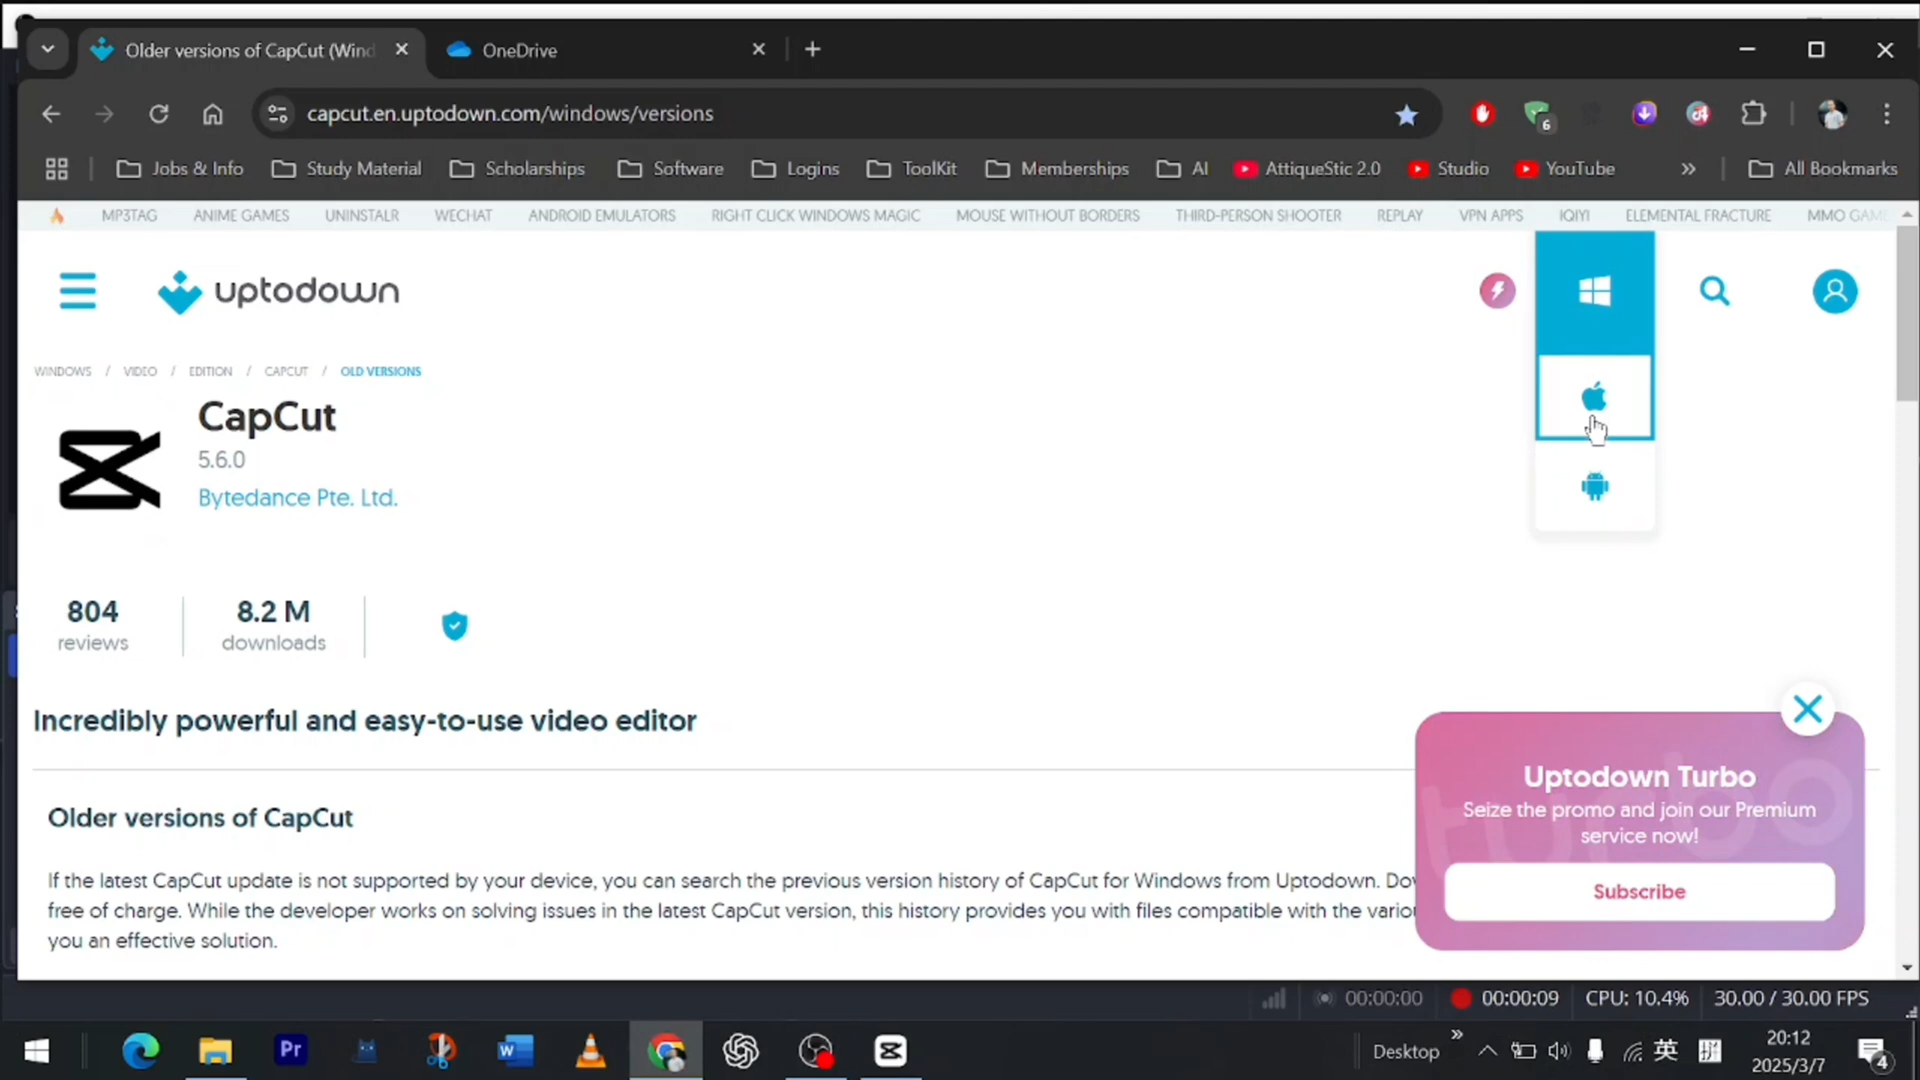 Older versions of CapCut (Wind
OneDrive
capcut.en.uptodown.com/windows/versions
6
Jobs & Info
Study Material
Scholarships
Software
Logins
ToolKit
Memberships
AI
AttiqueStic 2.0
Studio
YouTube
All Bookmarks
MP3TAG
ANIME GAMES
UNINSTALR
WECHAT
ANDROID EMULATORS
RIGHT CLICK WINDOWS MAGIC
MOUSE WITHOUT BORDERS
THIRD-PERSON SHOOTER
REPLAY
VPN APPS
IQIYI
ELEMENTAL FRACTURE
MMO GAM
uptodown
WINDOWS / VIDEO / EDITION / CAPCUT / OLD VERSIONS
CapCut
5.6.0
Bytedance Pte. Ltd.
804
reviews
8.2 M
downloads
Incredibly powerful and easy-to-use video editor
Older versions of CapCut
If the latest CapCut update is not supported by your device, you can search the previous version history of CapCut for Windows from Uptodown. Dov
free of charge. While the developer works on solving issues in the latest CapCut version, this history provides you with files compatible with the variou
you an effective solution.
Uptodown Turbo
Seize the promo and join our Premium
service now!
Subscribe
00:00:00
00:00:09
CPU: 10.4%
30.00 / 30.00 FPS
Pr
W
Desktop
英
拼
20:12
2025/3/7
4